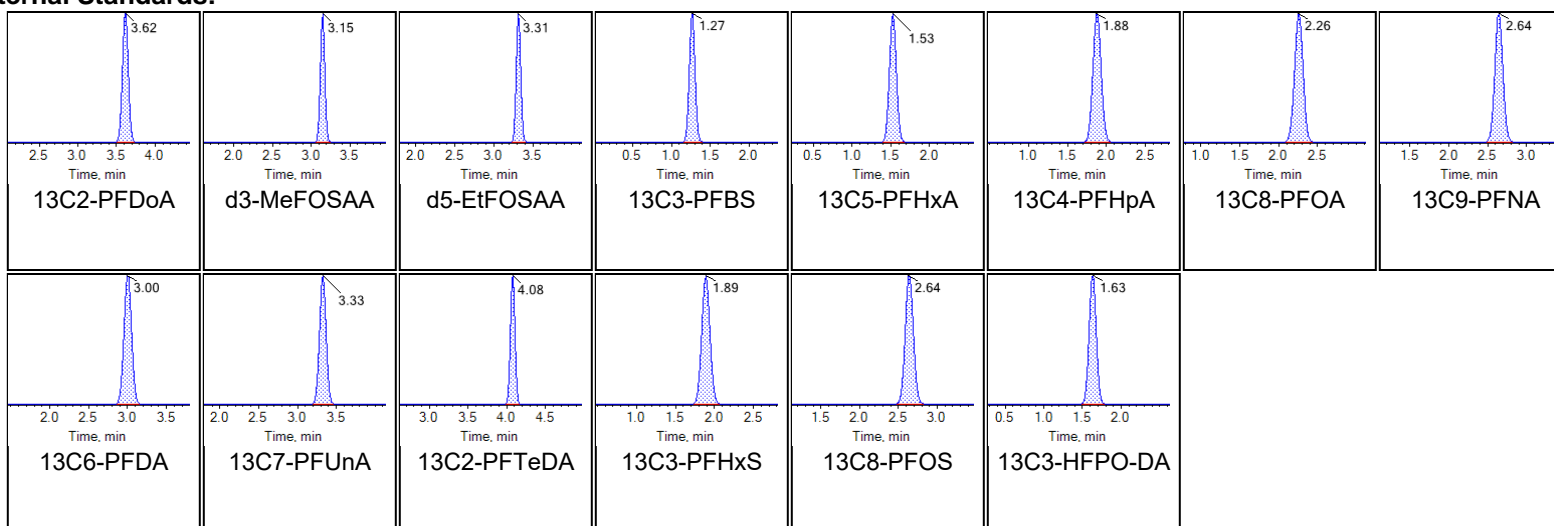 ternal Standards:
3.62 3.15 3.31 1.27 1.53 1.88 2.26 2.64
2.5 3.0 3.5 4.0 2.0 2.5 3.0 3.5 2.0 2.5 3.0 3.5 0.5 1.0 1.5 2.0 0.5 1.0 1.5 2.0 1.0 1.5 2.0 2.5 1.0 1.5 2.0 2.5 1.5 2.0 2.5 3.0
Time, min Time, min Time, min Time, min Time, min Time, min Time, min Time, min
13C2-PFDoA d3-MeFOSAA d5-EtFOSAA 13C3-PFBS 13C5-PFHxA 13C4-PFHpA 13C8-PFOA 13C9-PFNA
3.00 3.33 4.08 1.89 2.64 1.63
2.0 2.5 3.0 3.5 2.0 2.5 3.0 3.5 3.0 3.5 4.0 4.5 1.0 1.5 2.0 2.5 1.5 2.0 2.5 3.0 0.5 1.0 1.5 2.0
Time, min Time, min Time, min Time, min Time, min Time, min
13C6-PFDA 13C7-PFUnA 13C2-PFTeDA 13C3-PFHxS 13C8-PFOS 13C3-HFPO-DA